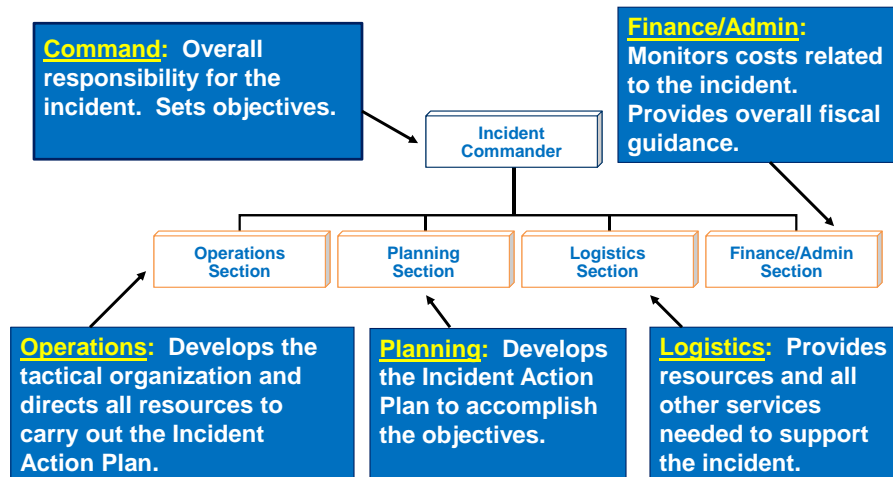 Command: Overall
responsibility for the
incident. Sets objectives.
Finance/Admin:
Monitors costs related
to the incident.
Provides overall fiscal
guidance.
Incident
Commander
Operations
Section
Planning
Section
Logistics
Section
Finance/Admin
Section
Operations: Develops the
tactical organization and
directs all resources to
carry out the Incident
Action Plan.
Planning: Develops
the Incident Action
Plan to accomplish
the objectives.
Logistics: Provides
resources and all
other services
needed to support
the incident.